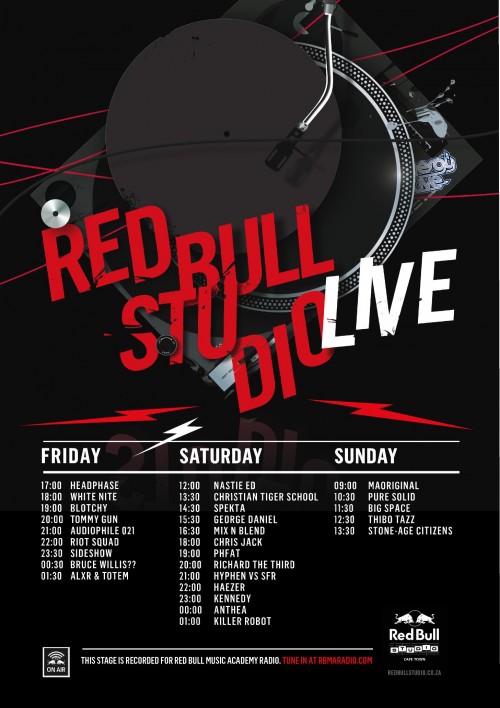 you
me
RED BULL
STU
DIO
LIVE
FRIDAY
17:00 HEADPHASE
18:00 WHITE NITE
19:00 BLOTCHY
20:00 TOMMY GUN
21:00 AUDIOPHILE 021
22:00 RIOT SQUAD
23:30 SIDESHOW
00:30 BRUCE WILLIS??
01:30 ALXR & TOTEM
SATURDAY
12:00 NASTIE ED
13:30 CHRISTIAN TIGER SCHOOL
14:30 SPEKTA
15:30 GEORGE DANIEL
16:30 MIX N BLEND
18:00 CHRIS JACK
19:00 PHFAT
20:00 RICHARD THE THIRD
21:00 HYPHEN VS SFR
22:00 HAEZER
23:00 KENNEDY
00:00 ANTHEA
01:00 KILLER ROBOT
SUNDAY
09:00 MAORIGINAL
10:30 PURE SOLID
11:30 BIG SPACE
12:30 THIBO TAZZ
13:30 STONE-AGE CITIZENS
ON AIR
THIS STAGE IS RECORDED FOR RED BULL MUSIC ACADEMY RADIO. TUNE IN AT RBMARADIO.COM
Red Bull
STUDIO
CAPE TOWN
REDBULLSTUDIO.CO.ZA